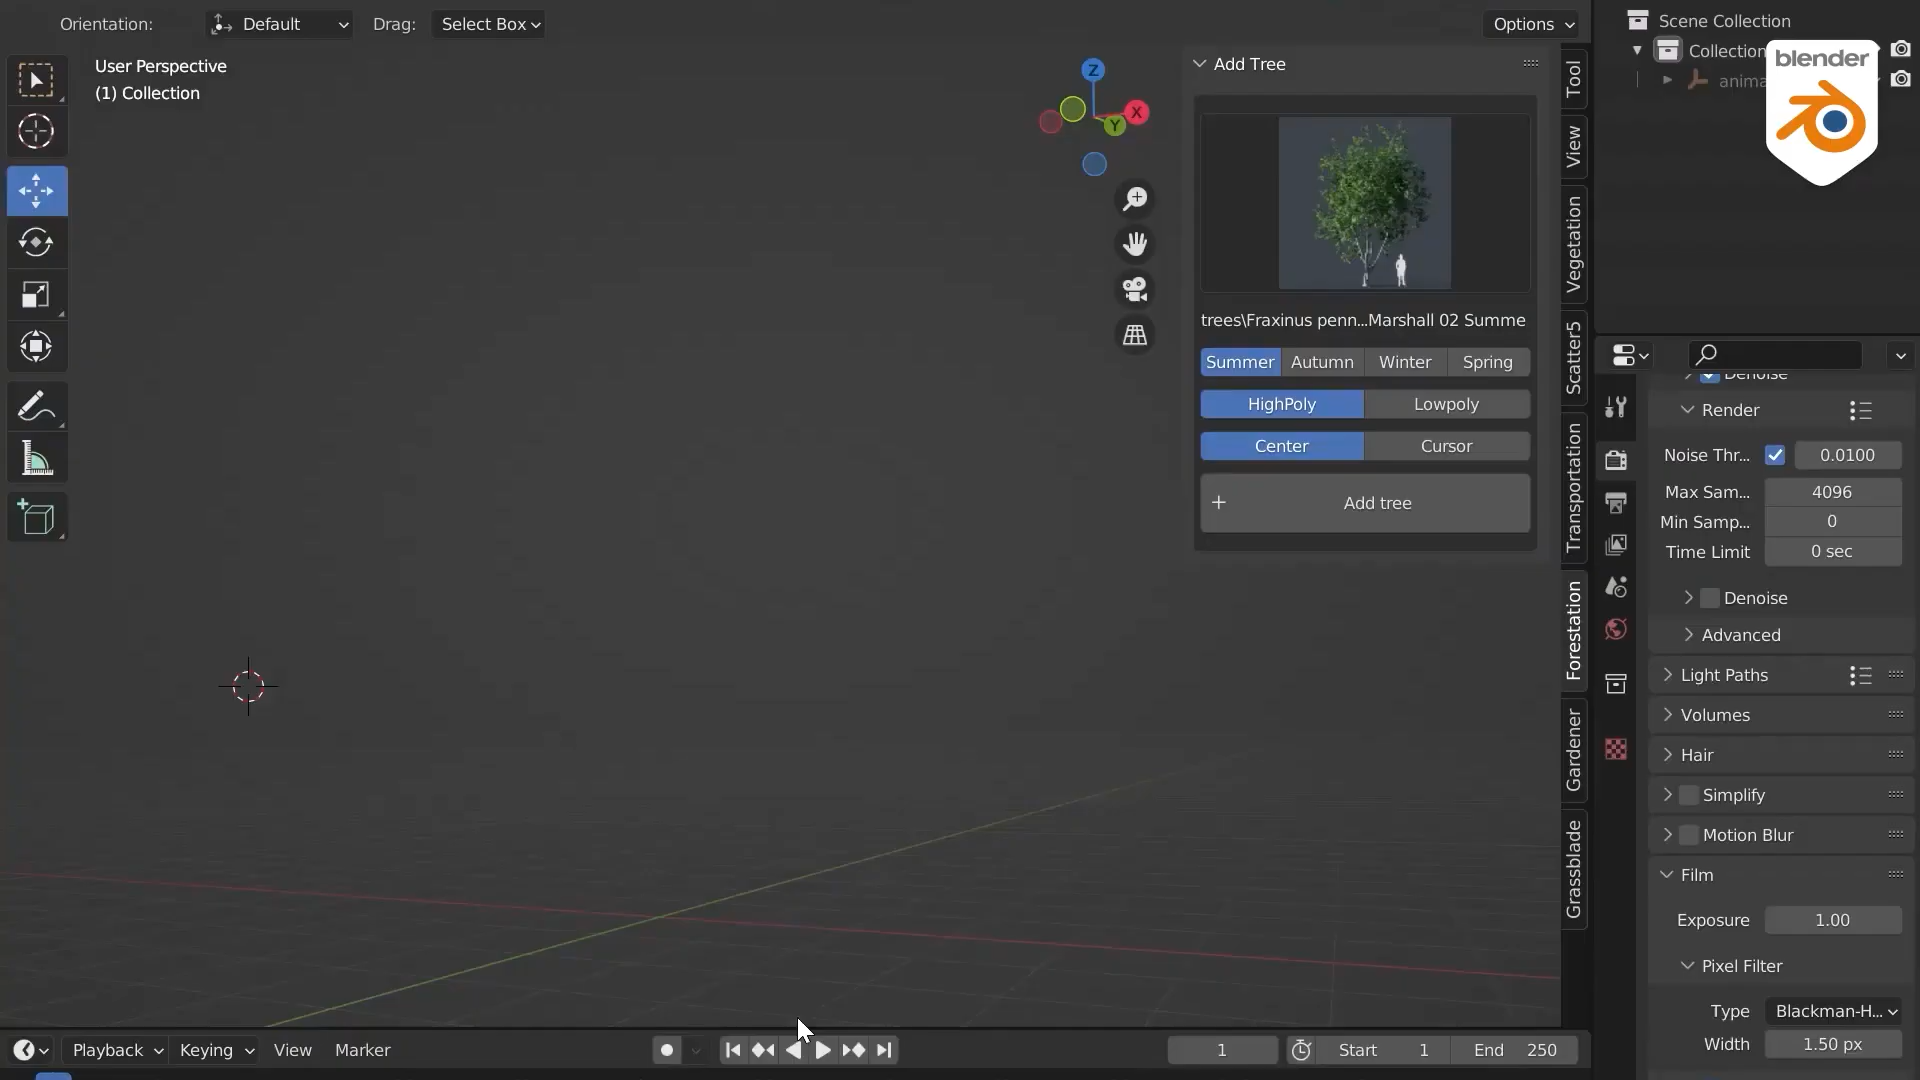 Orientation: Default Drag: Select Box Options
User Perspective
(1) Collection
Z
X
Y
Add Tree
trees\Fraxinus penn...Marshall 02 Summe
Summer Autumn Winter Spring
HighPoly Lowpoly
Center Cursor
+ Add tree
Tool
View
Vegetation
Scatter5
Transportation
Forestation
Gardener
Grassblade
Scene Collection
Collection
anima
blender
Denoise
Render
Noise Thr... 0.0100
Max Sam... 4096
Min Samp... 0
Time Limit 0 sec
Denoise
Advanced
Light Paths
Volumes
Hair
Simplify
Motion Blur
Film
Exposure 1.00
Pixel Filter
Type Blackman-H...
Width 1.50 px
Playback Keying View Marker 1 Start 1 End 250